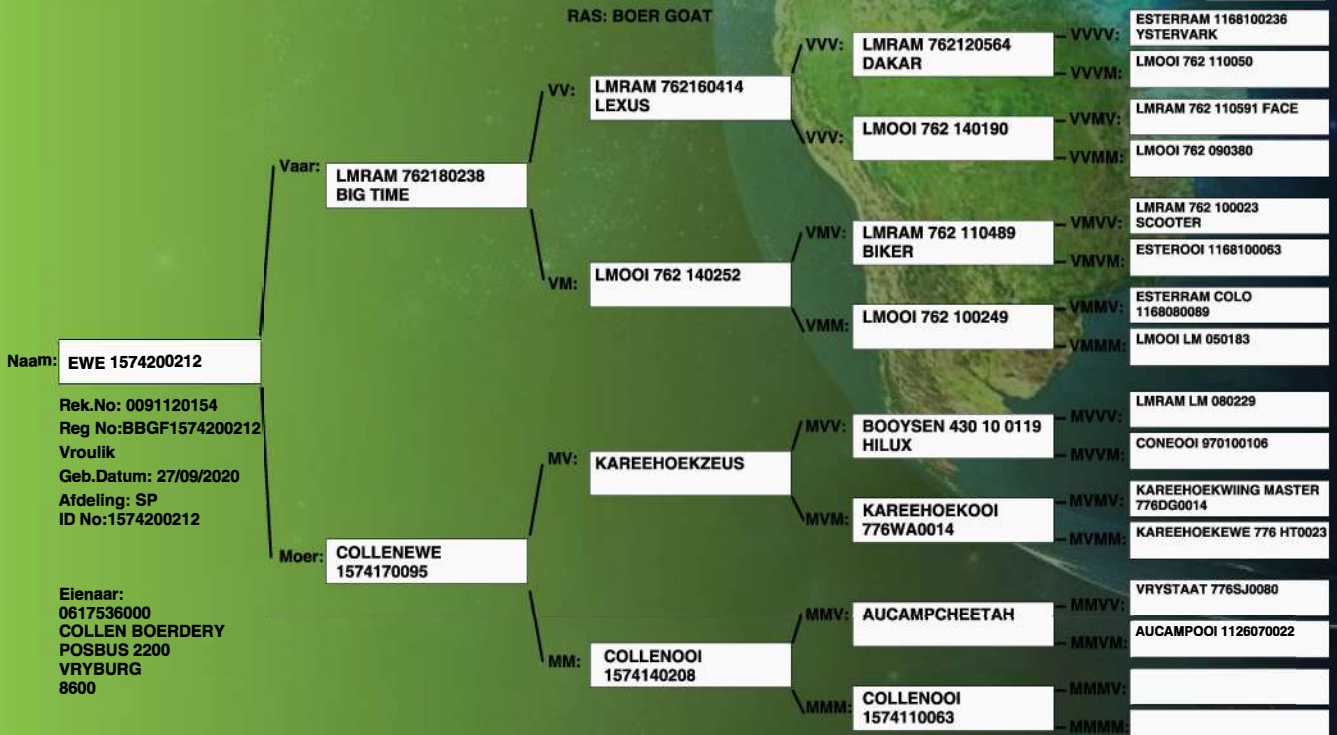 RAS: BOER GOAT
Naam:
EWE 1574200212
Rek.No: 0091120154
Reg No:BBGF1574200212
Vroulik
Geb.Datum: 27/09/2020
Afdeling: SP
ID No:1574200212
Eienaar:
0617536000
COLLEN BOERDERY
POSBUS 2200
VRYBURG
8600
Vaar:
LMRAM 762180238
BIG TIME
Moer:
COLLENEWE
1574170095
VV:
LMRAM 762160414
LEXUS
VM:
LMOOI 762 140252
MV:
KAREEHOEKZEUS
MM:
COLLENOOI
1574140208
VVV:
LMRAM 762120564
DAKAR
VVV:
LMOOI 762 140190
VMV:
LMRAM 762 110489
BIKER
VMM:
LMOOI 762 100249
MVV:
BOOYSEN 430 10 0119
HILUX
MVM:
KAREEHOEKOOI
776WA0014
MMV:
AUCAMPCHEETAH
MMM:
COLLENOOI
1574110063
VVVV:
ESTERRAM 1168100236
YSTERVARK
VVVM:
LMOOI 762 110050
VVMV:
LMRAM 762 110591 FACE
VVMM:
LMOOI 762 090380
VMVV:
LMRAM 762 100023
SCOOTER
VMVM:
ESTEROOI 1168100063
VMMV:
ESTERRAM COLO
1168080089
VMMM:
LMOOI LM 050183
MVVV:
LMRAM LM 080229
MVVM:
CONEOOI 970100106
MVMV:
KAREEHOEKWIING MASTER
776DG0014
MVMM:
KAREEHOEKEWE 776 HT0023
MMVV:
VRYSTAAT 776SJ0080
MMVM:
AUCAMPOOI 1126070022
MMMV:
MMMM: